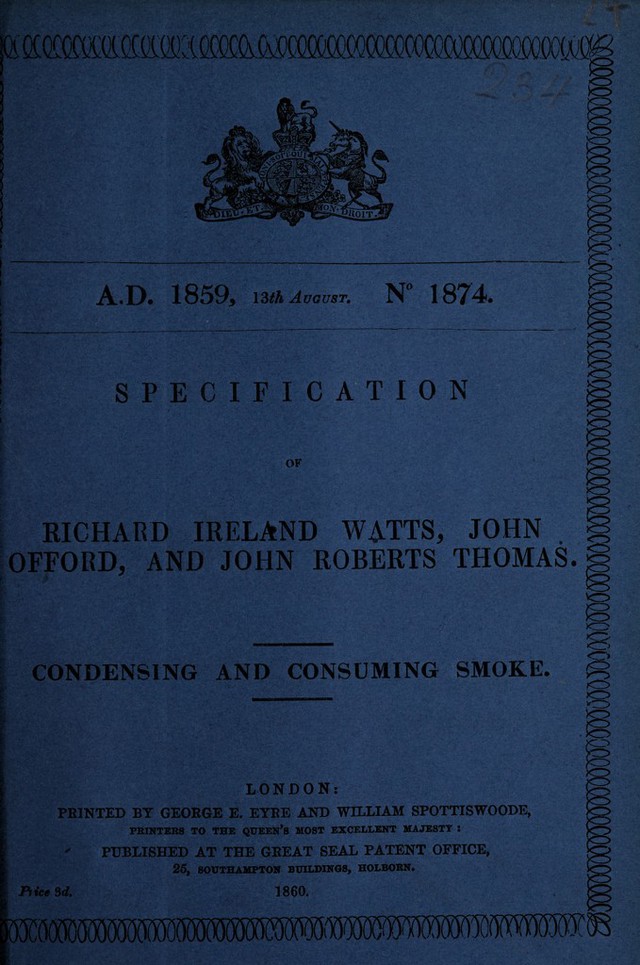 234
DIEU ET MON DROIT.
A.D. 1859, 13th AUGUST. No 1874.
SPECIFICATION
OF
RICHARD IRELAND WATTS, JOHN
OFFORD, AND JOHN ROBERTS THOMAS.
CONDENSING AND CONSUMING SMOKE.
LONDON:
PRINTED BY GEORGE E. EYRE AND WILLIAM SPOTTISWOODE,
PRINTERS TO THE QUEEN'S MOST EXCELLENT MAJESTY:
PUBLISHED AT THE GREAT SEAL PATENT OFFICE,
25, SOUTHAMPTON BUILDINGS, HOLBORN.
Price 3d. 1860.